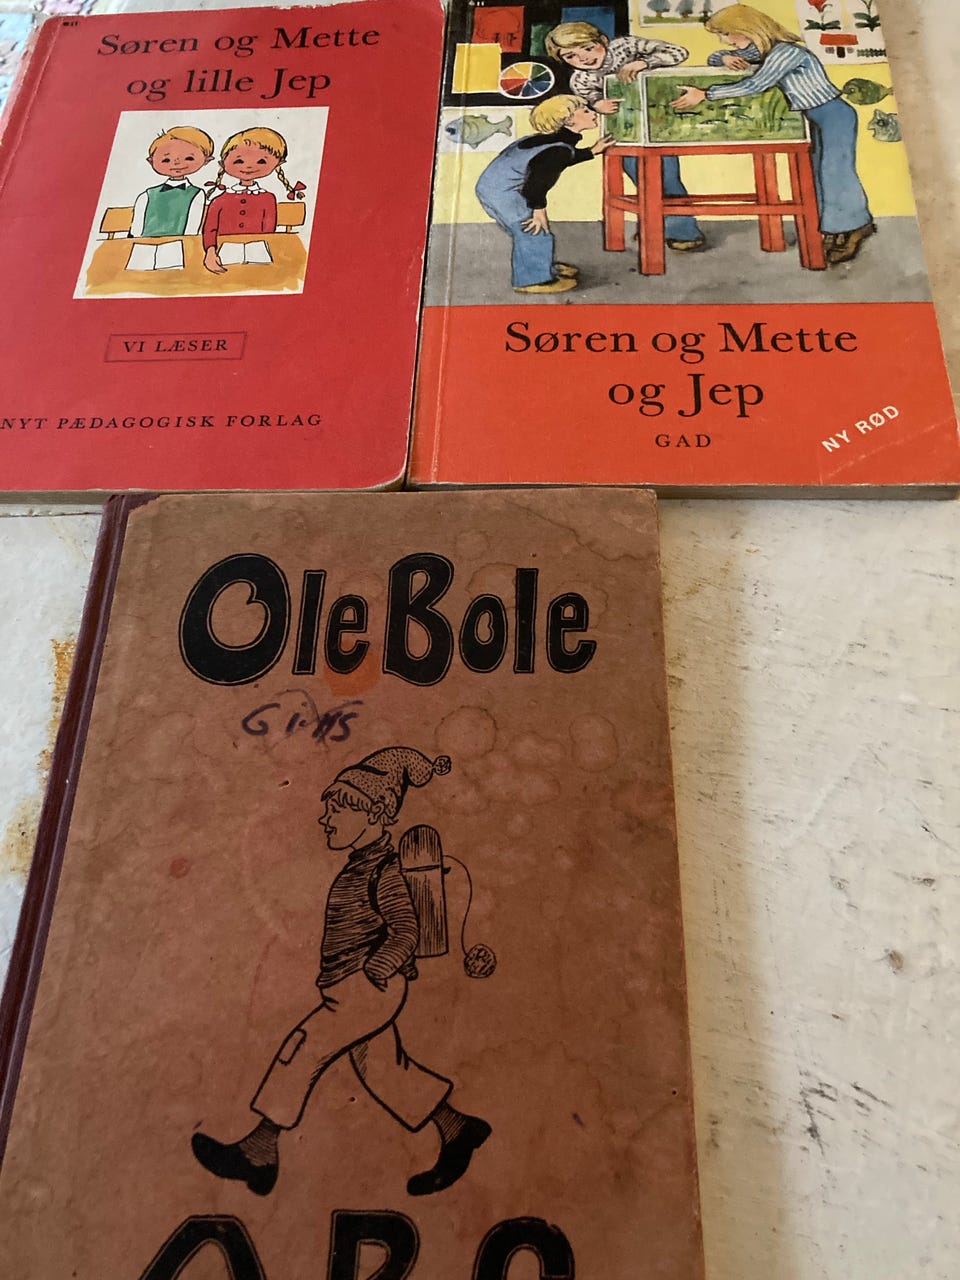 Søren og Mette
og lille Jep
VI LÆSER
NYT PÆDAGOGISK FORLAG
Søren og Mette
og Jep
GAD
NY RØD
Ole Bole
ABC